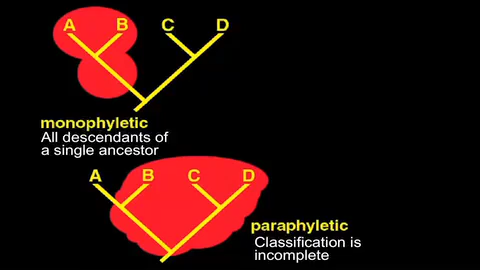 A B C D
monophyletic
All descendants of
a single ancestor
A B C D
paraphyletic
Classification is
incomplete